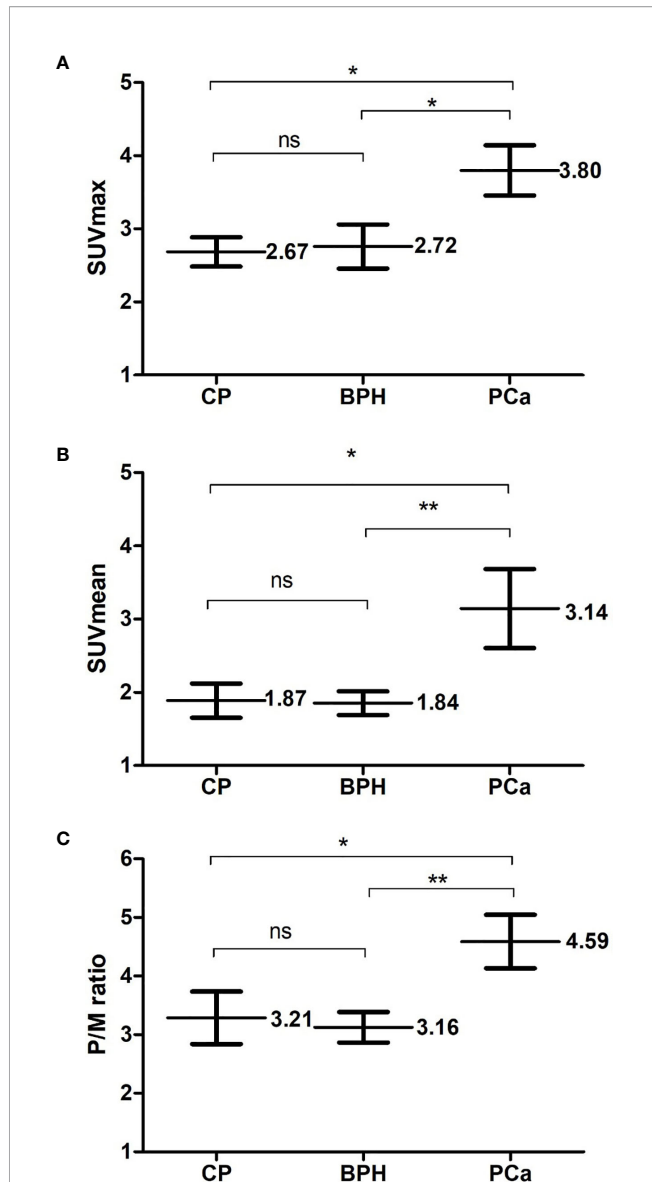 A
5
4
3
2
1
SUVmax
*
*
ns
2.67
2.72
3.80
CP BPH PCa
B
5
4
3
2
1
SUVmean
*
**
ns
1.87
1.84
3.14
CP BPH PCa
C
6
5
4
3
2
1
P/M ratio
*
**
ns
3.21
3.16
4.59
CP BPH PCa